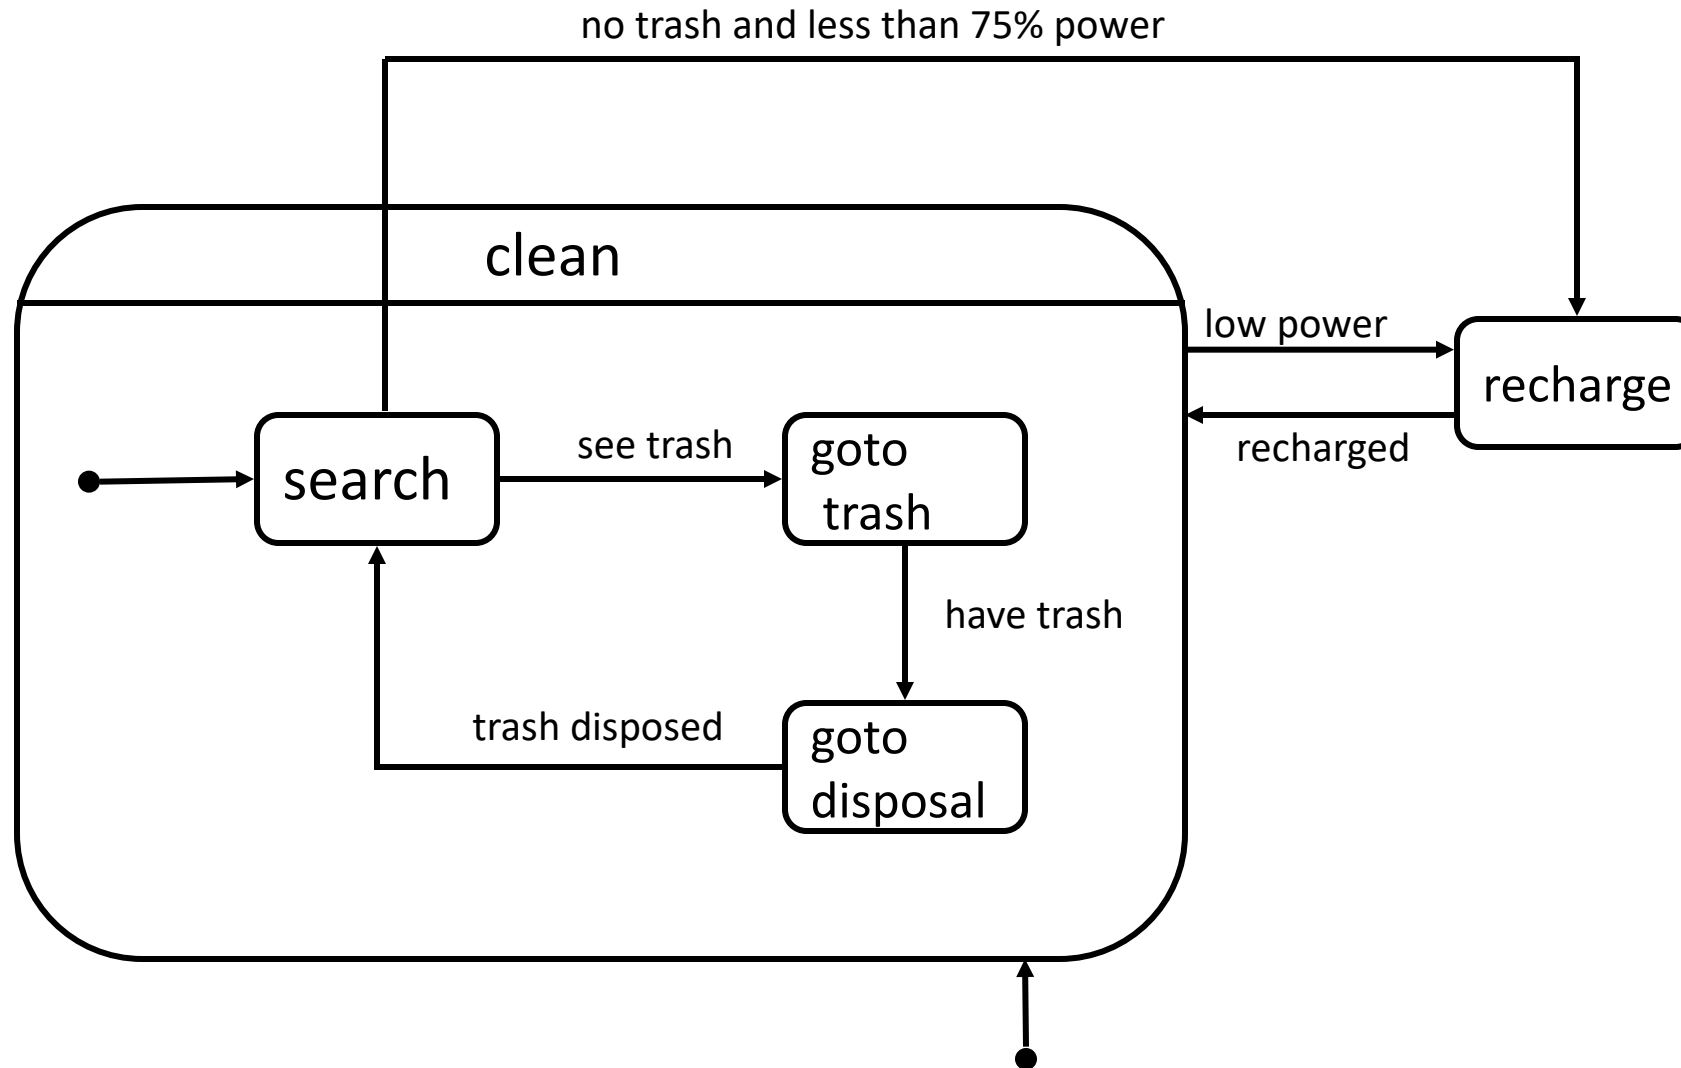 no trash and less than 75% power
clean
low power
recharge
recharged
search
see trash
goto
trash
have trash
trash disposed
goto
disposal